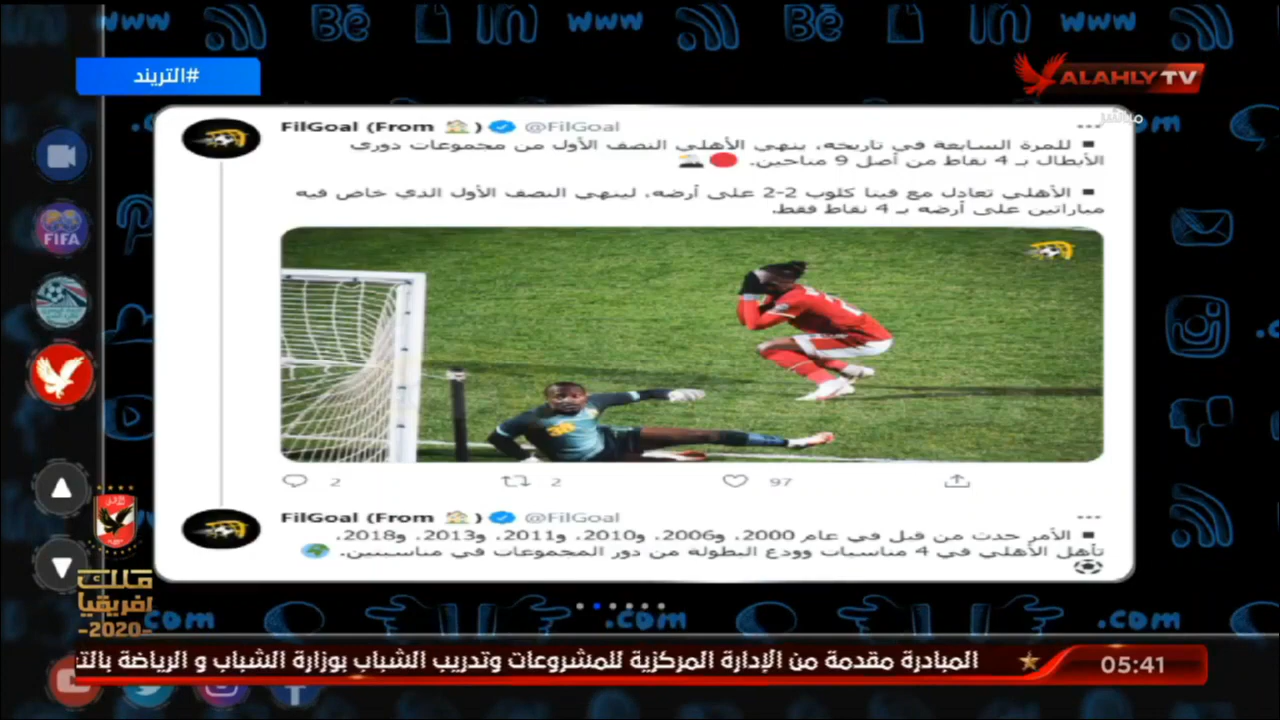 #التريند
ALAHLY TV
مباشر
FilGoal (From ) @FilGoal
▪ للمرة السابعة في تاريخه، ينهي الأهلي النصف الأول من مجموعات دوري
الأبطال بـ 4 نقاط من أصل 9 متاحين.
▪ الأهلي تعادل مع فيتا كلوب 2-2 على أرضه، لينهي النصف الأول الذي خاض فيه
مباراتين على أرضه بـ 4 نقاط فقط.
FIFA
2 2 97
FilGoal (From ) @FilGoal
▪ الأمر حدث من قبل في عام 2000، و2006، و2010، و2011، و2013، و2018.
تأهل الأهلي في 4 مناسبات وودع البطولة من دور المجموعات في مناسبتين.
ملك
إفريقيا
-2020-
المبادرة مقدمة من الإدارة المركزية للمشروعات وتدريب الشباب بوزارة الشباب و الرياضة بالت
05:41